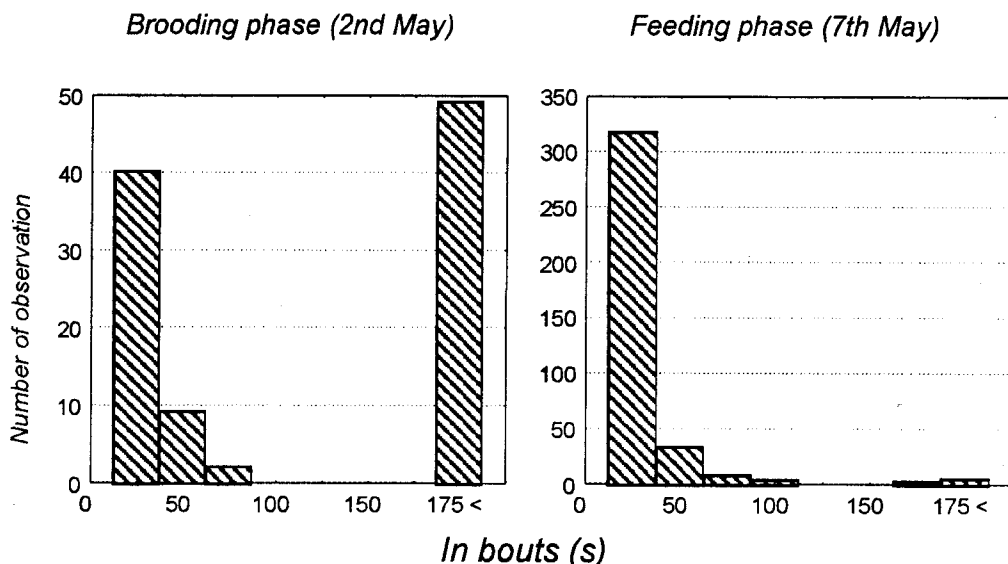 Brooding phase (2nd May)
Feeding phase (7th May)
Number of observation
50
40
30
20
10
0
0 50 100 150 175 <
350
300
250
200
150
100
50
0
0 50 100 150 175 <
In bouts (s)